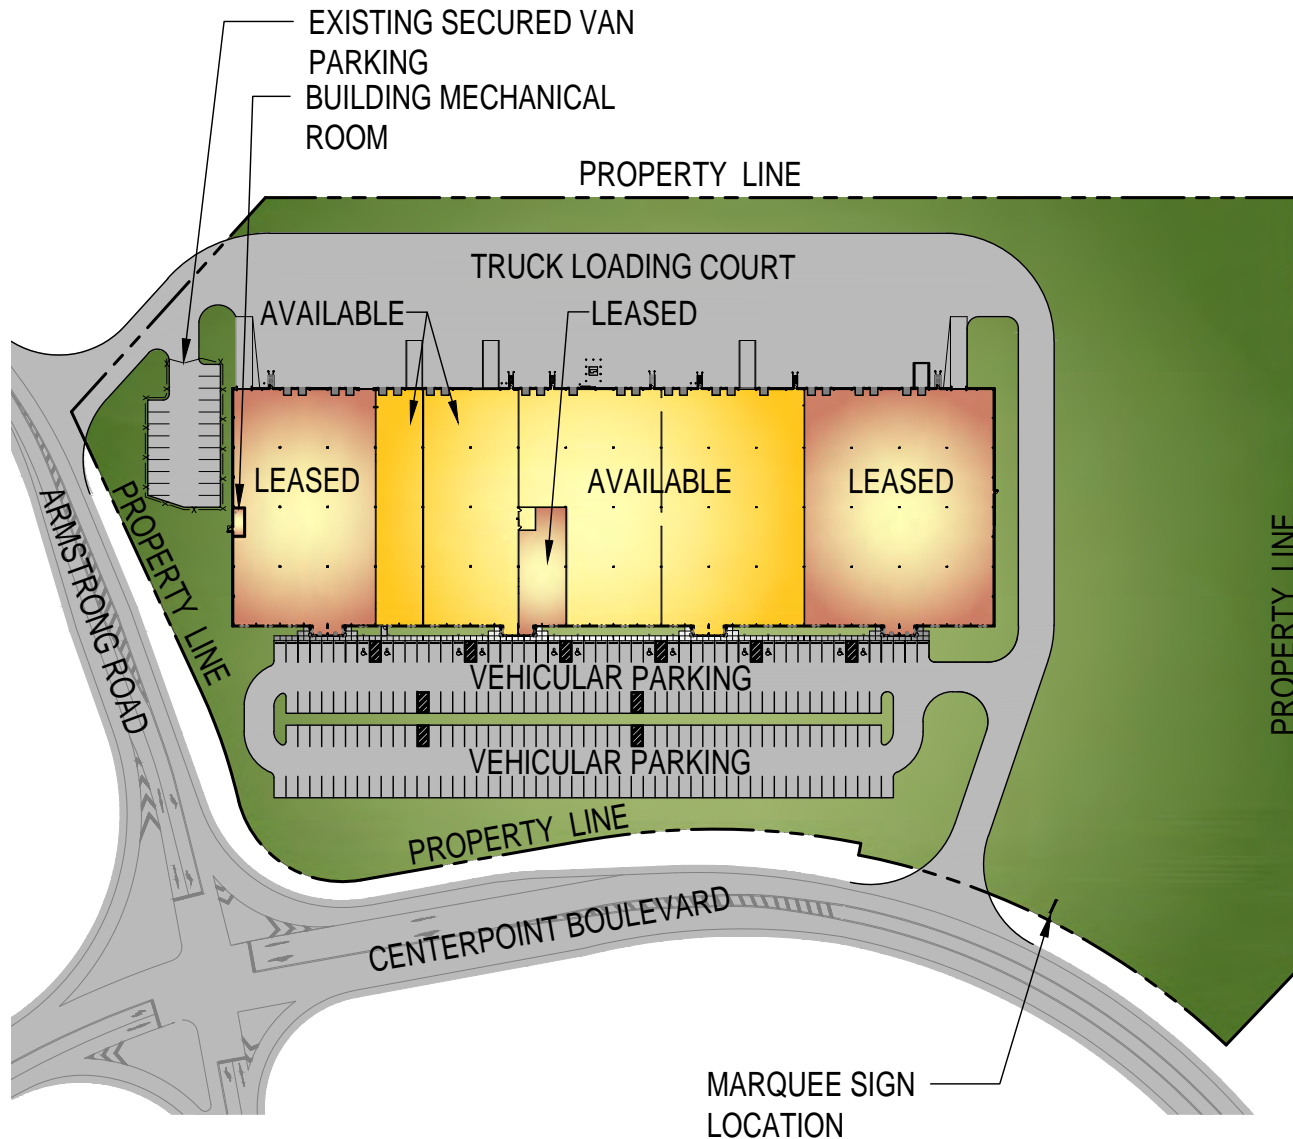 EXISTING SECURED VAN
PARKING
BUILDING MECHANICAL
ROOM
PROPERTY LINE
TRUCK LOADING COURT
AVAILABLE
LEASED
LEASED
AVAILABLE
LEASED
ARMSTRONG ROAD
PROPERTY LINE
PROPERTY LINE
VEHICULAR PARKING
VEHICULAR PARKING
PROPERTY LINE
CENTERPOINT BOULEVARD
MARQUEE SIGN
LOCATION